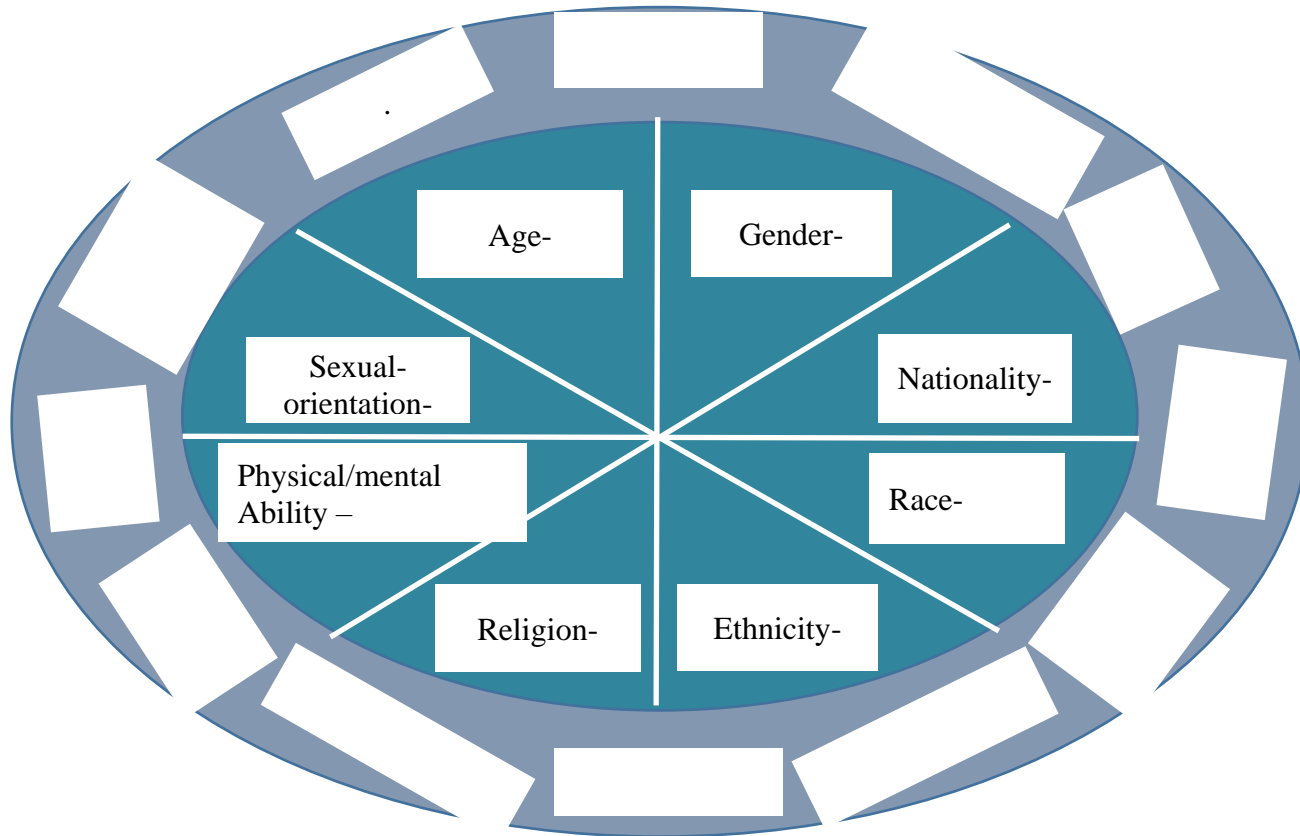 .
Age-
Gender-
Sexual-
orientation-
Nationality-
Physical/mental
Ability –
Race-
Religion-
Ethnicity-